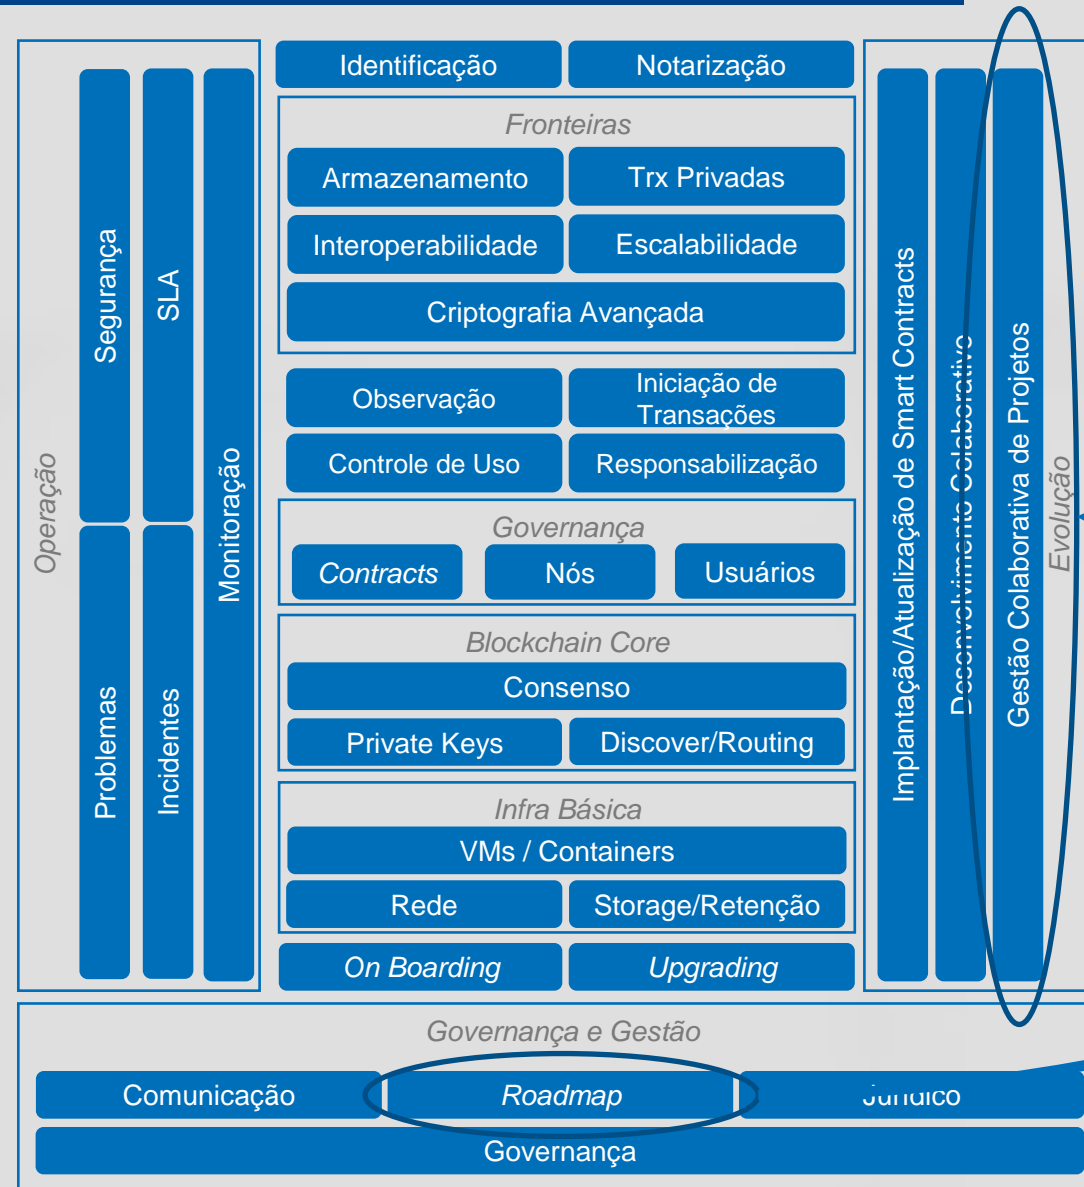 Operação
Segurança
SLA
Monitoração
Problemas
Incidentes
Identificação
Notarização
Fronteiras
Armazenamento
Trx Privadas
Interoperabilidade
Escalabilidade
Criptografia Avançada
Observação
Iniciação de
Transações
Controle de Uso
Responsabilização
Governança
Contracts
Nós
Usuários
Blockchain Core
Consenso
Private Keys
Discover/Routing
Infra Básica
VMs / Containers
Rede
Storage/Retenção
On Boarding
Upgrading
Implantação/Atualização de Smart Contracts
Desenvolvimento Colaborativo
Gestão Colaborativa de Projetos
Evolução
Governança e Gestão
Comunicação
Roadmap
Jurídico
Governança